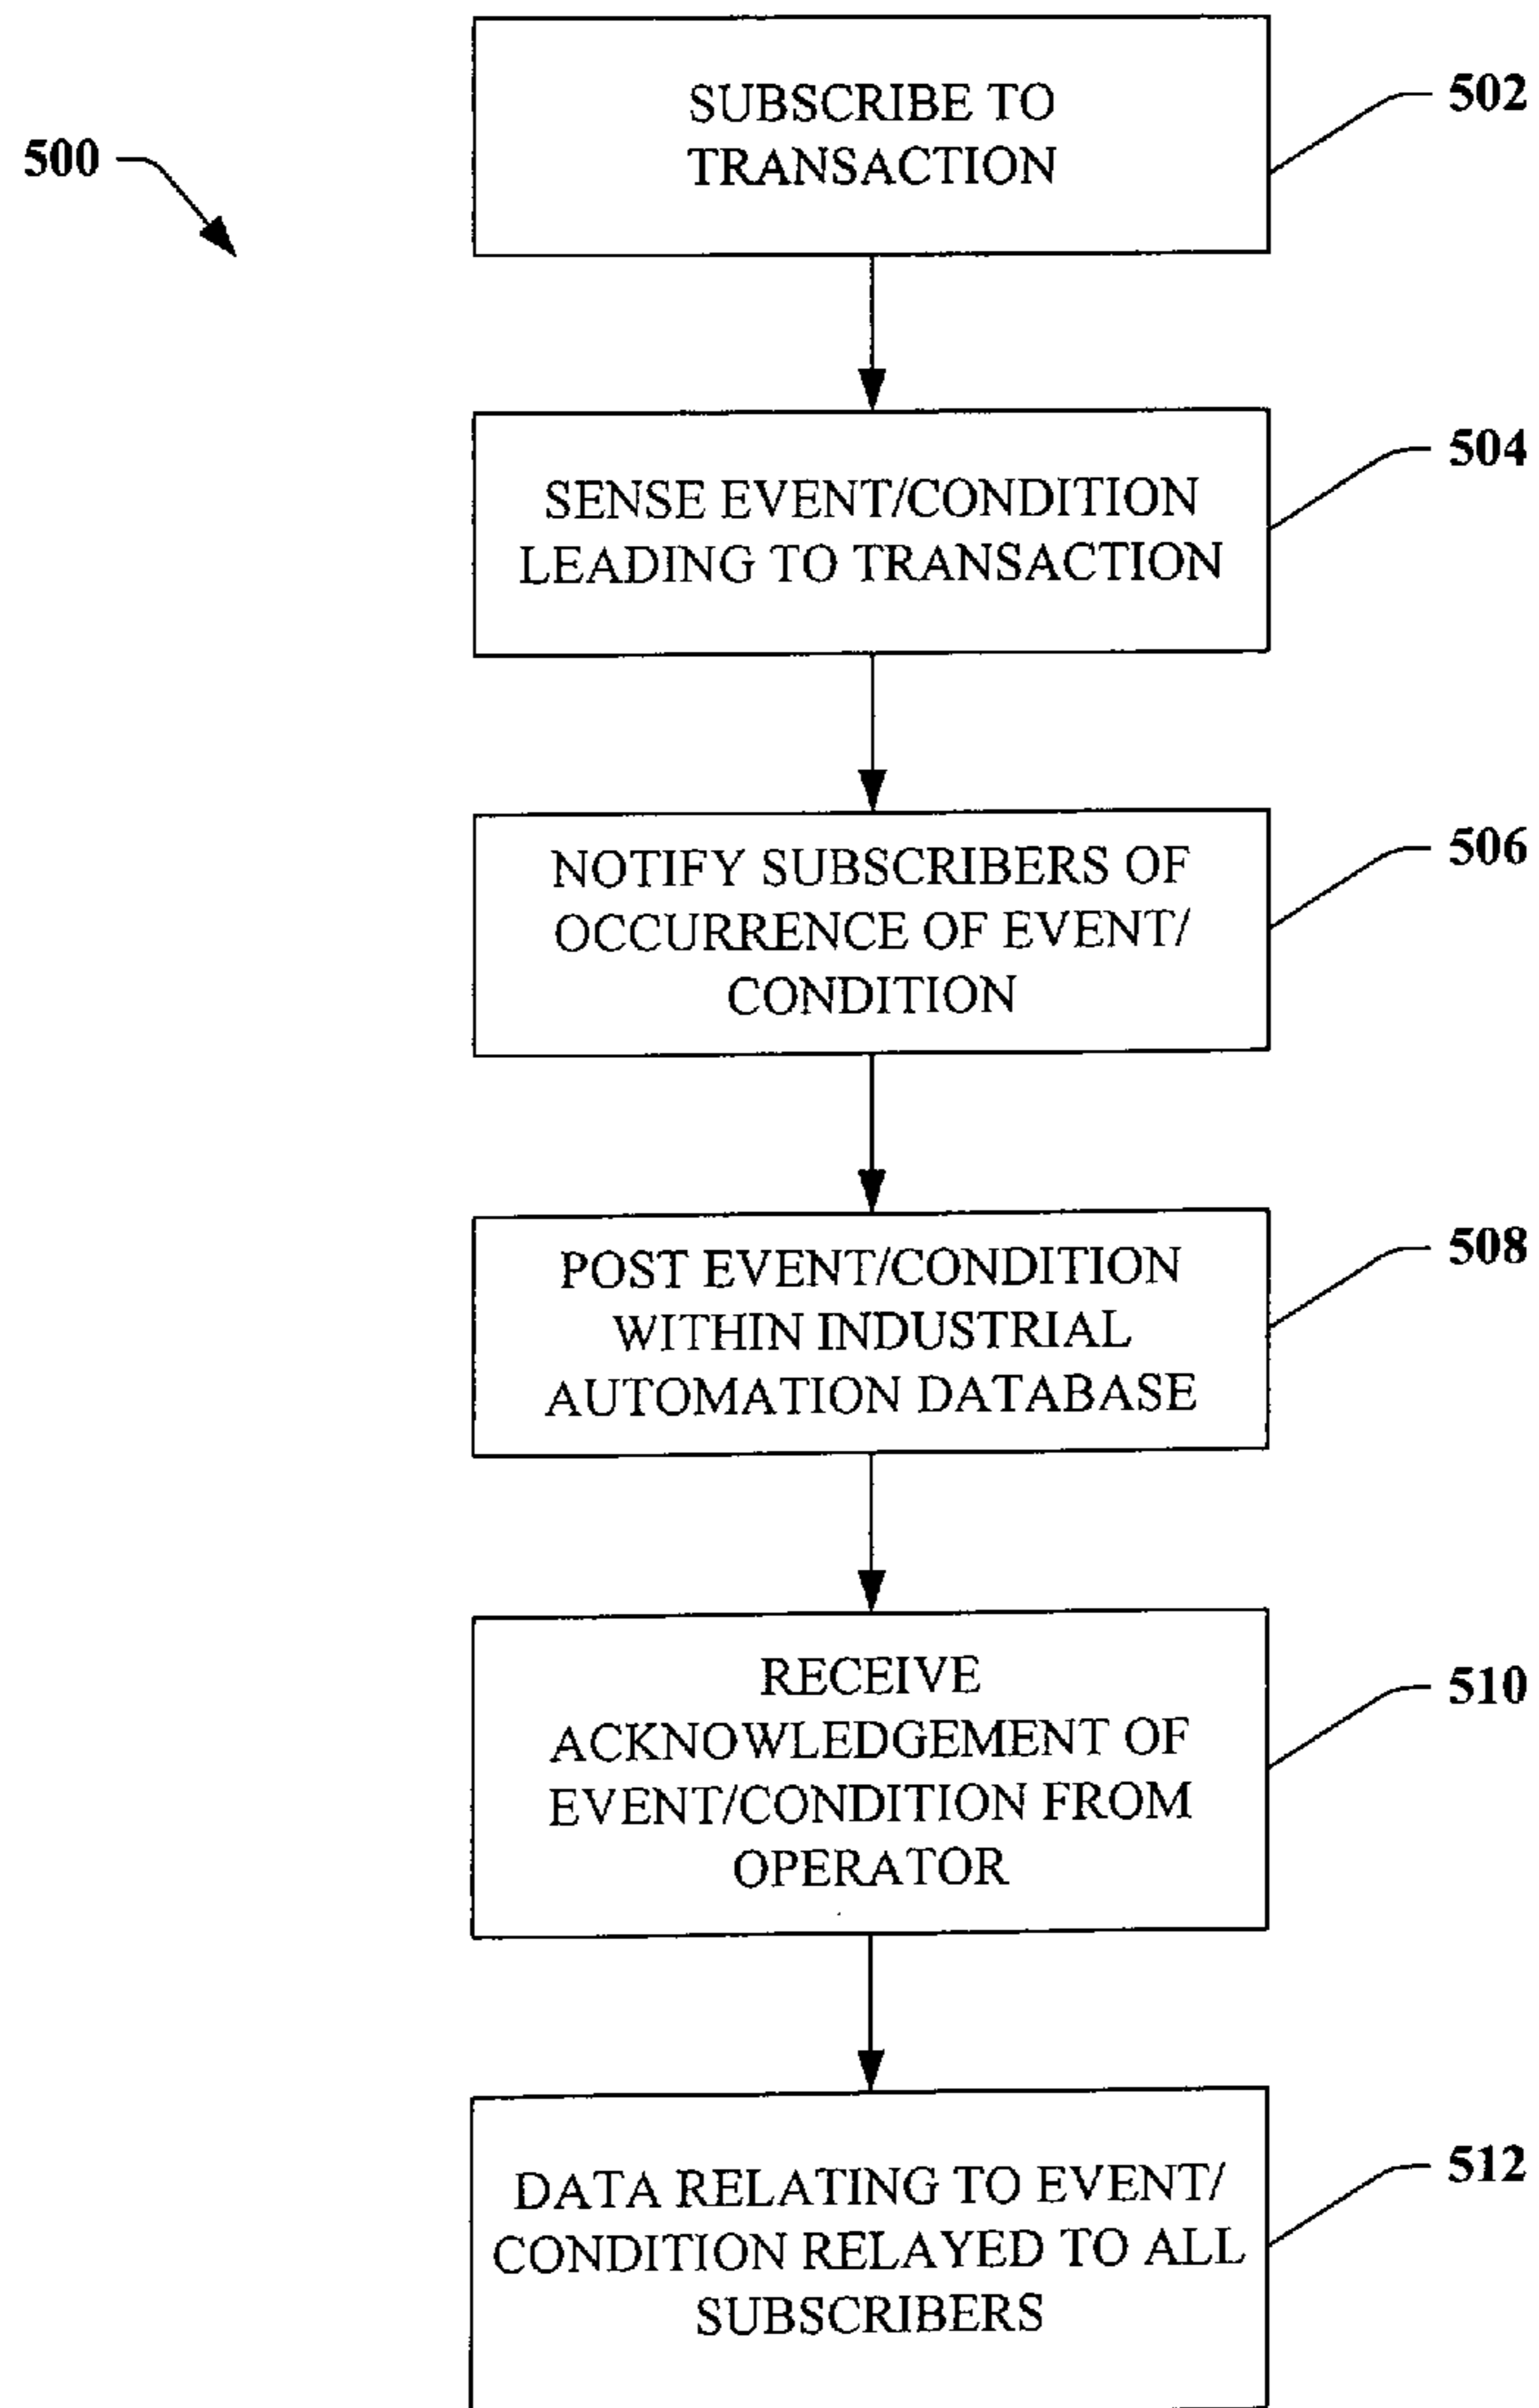 500
SUBSCRIBE TO
TRANSACTION
502
SENSE EVENT/CONDITION
LEADING TO TRANSACTION
504
NOTIFY SUBSCRIBERS OF
OCCURRENCE OF EVENT/
CONDITION
506
POST EVENT/CONDITION
WITHIN INDUSTRIAL
AUTOMATION DATABASE
508
RECEIVE
ACKNOWLEDGEMENT OF
EVENT/CONDITION FROM
OPERATOR
510
DATA RELATING TO EVENT/
CONDITION RELAYED TO ALL
SUBSCRIBERS
512